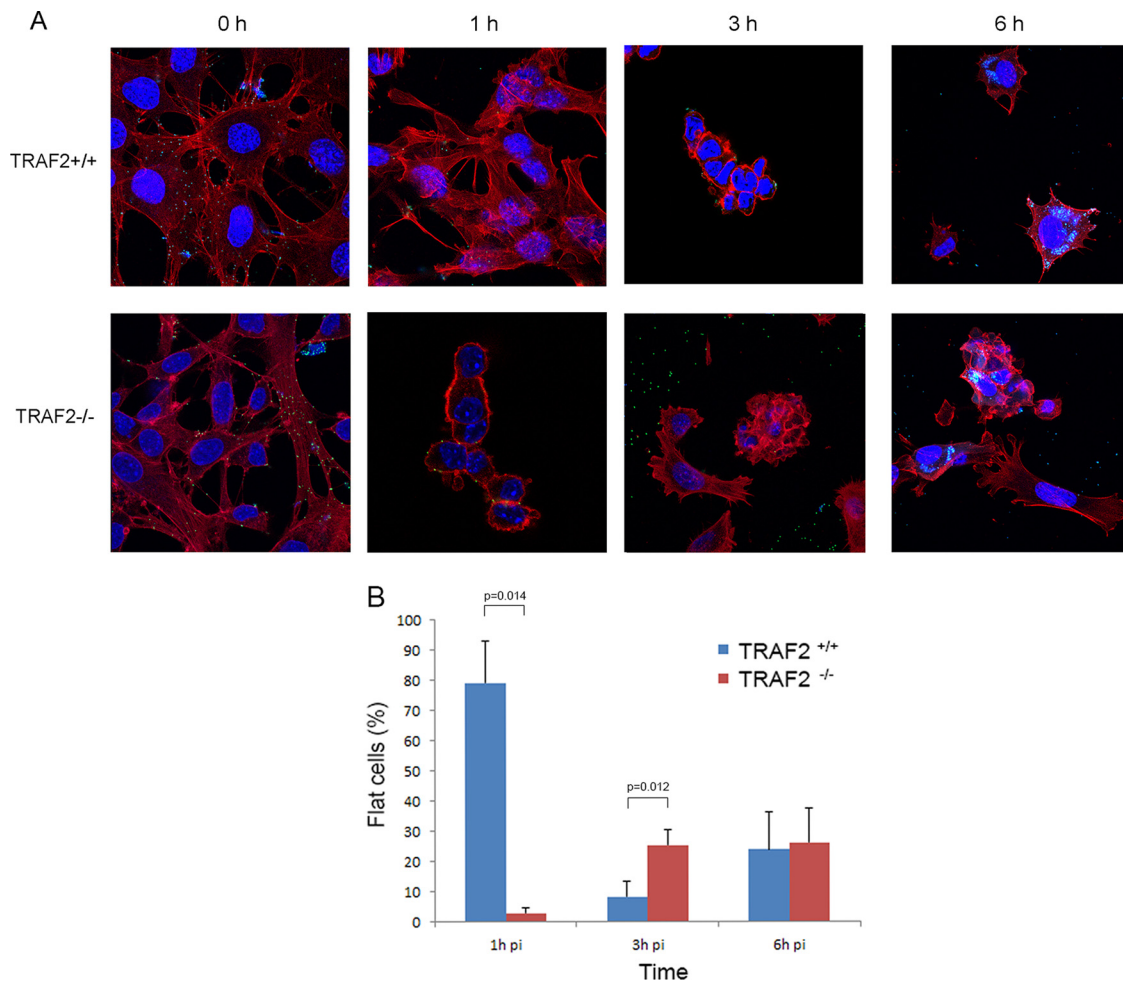 A
0 h
1 h
3 h
6 h
TRAF2+/+
TRAF2-/-
B
p=0.014
p=0.012
TRAF2 +/+
TRAF2 -/-
Flat cells (%)
100
90
80
70
60
50
40
30
20
10
0
1h pi
3h pi
6h pi
Time